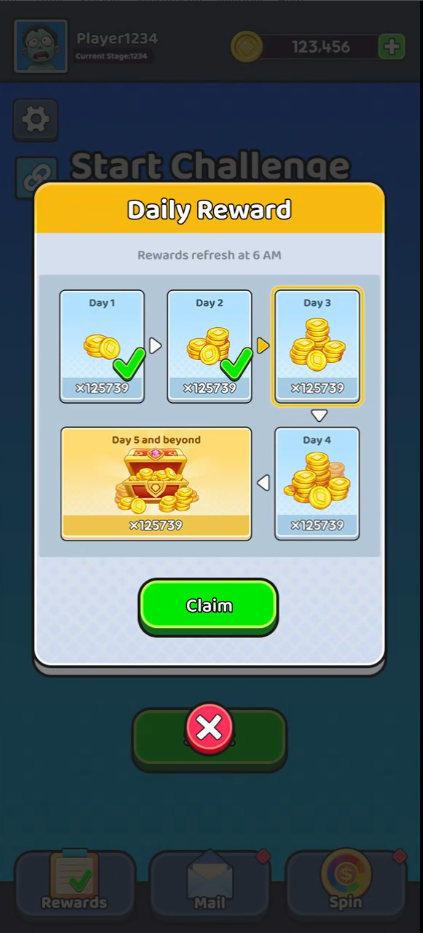 Player1234
Current Stage:1234
123,456
Start Challenge
Daily Reward
Rewards refresh at 6 AM
Day 1
Day 2
Day 3
×125739
×125739
×125739
Day 5 and beyond
Day 4
×125739
×125739
Claim
Rewards
Mail
Spin